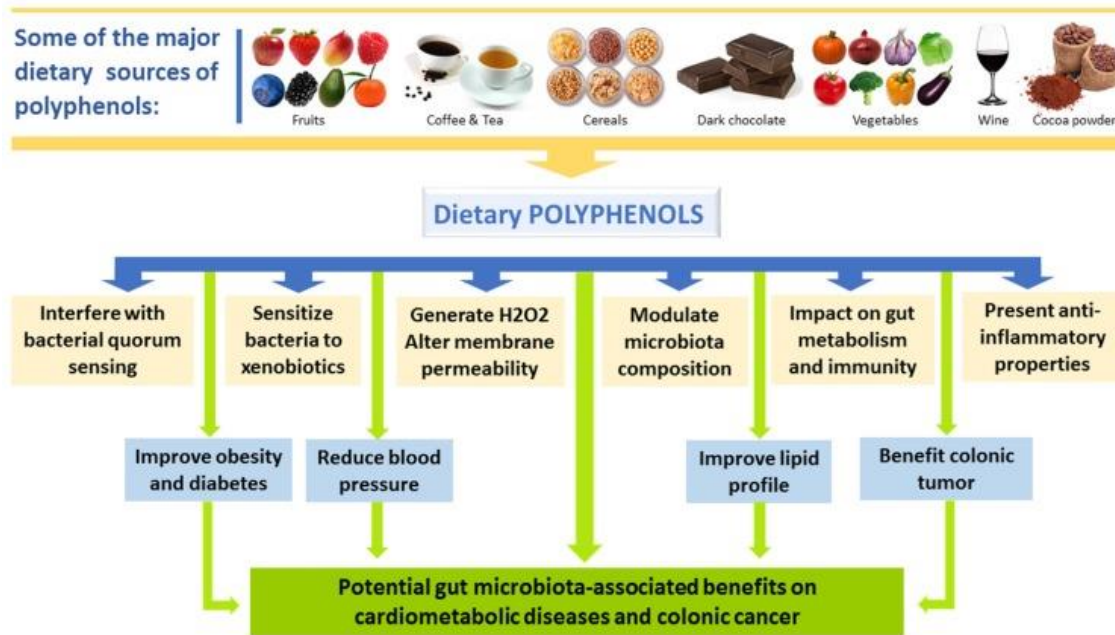 Some of the major
dietary sources of
polyphenols:
Fruits
Coffee & Tea
Cereals
Dark chocolate
Vegetables
Wine
Cocoa powder
Dietary POLYPHENOLS
Interfere with
bacterial quorum
sensing
Sensitize
bacteria to
xenobiotics
Generate H2O2
Alter membrane
permeability
Modulate
microbiota
composition
Impact on gut
metabolism
and immunity
Present anti-
inflammatory
properties
Improve obesity
and diabetes
Reduce blood
pressure
Improve lipid
profile
Benefit colonic
tumor
Potential gut microbiota-associated benefits on
cardiometabolic diseases and colonic cancer